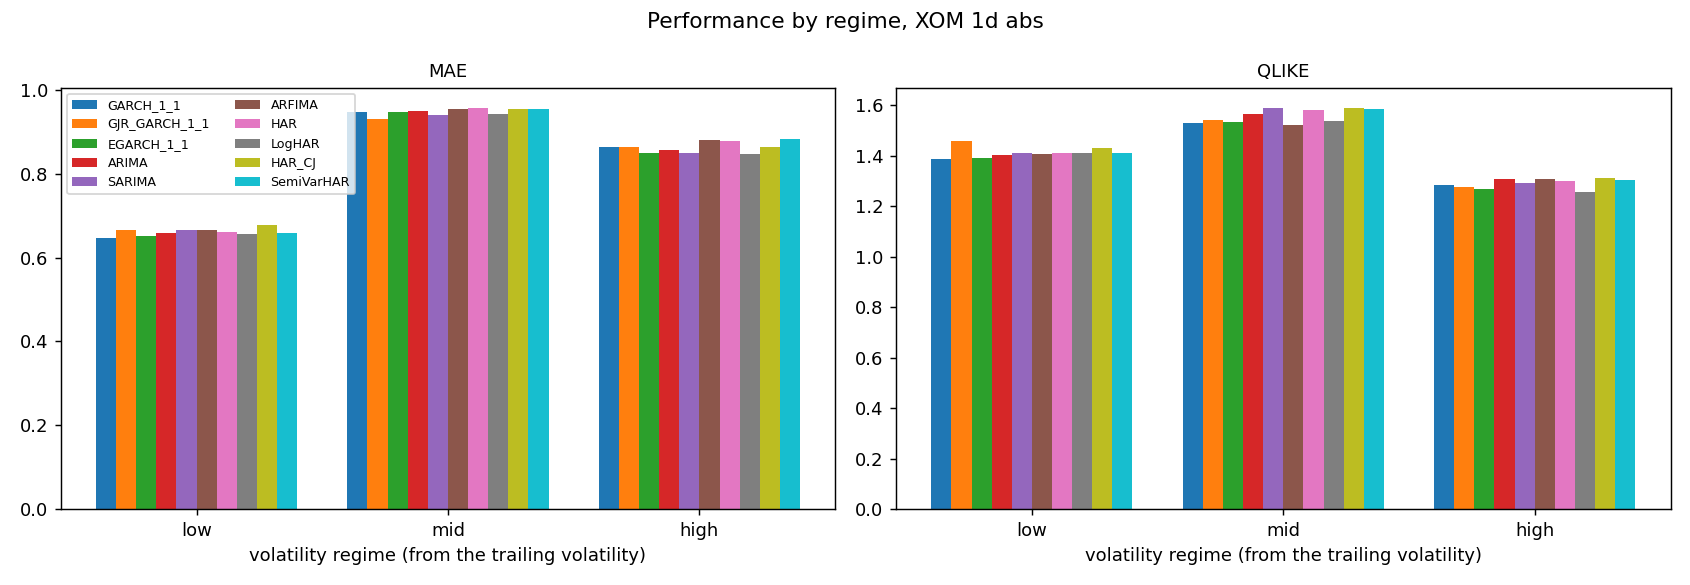 Performance by regime, XOM 1d abs
MAE
1.0
0.8
0.6
0.4
0.2
0.0
GARCH_1_1
GJR_GARCH_1_1
EGARCH_1_1
ARIMA
SARIMA
ARFIMA
HAR
LogHAR
HAR_CJ
SemiVarHAR
low
mid
high
volatility regime (from the trailing volatility)
QLIKE
1.6
1.4
1.2
1.0
0.8
0.6
0.4
0.2
0.0
low
mid
high
volatility regime (from the trailing volatility)